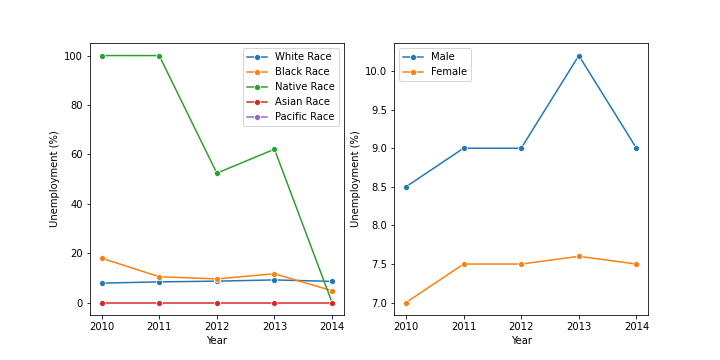 100
80
60
40
20
0
Unemployment (%)
2010 2011 2012 2013 2014
Year
White Race
Black Race
Native Race
Asian Race
Pacific Race
10.0
9.5
9.0
8.5
8.0
7.5
7.0
Unemployment (%)
2010 2011 2012 2013 2014
Year
Male
Female